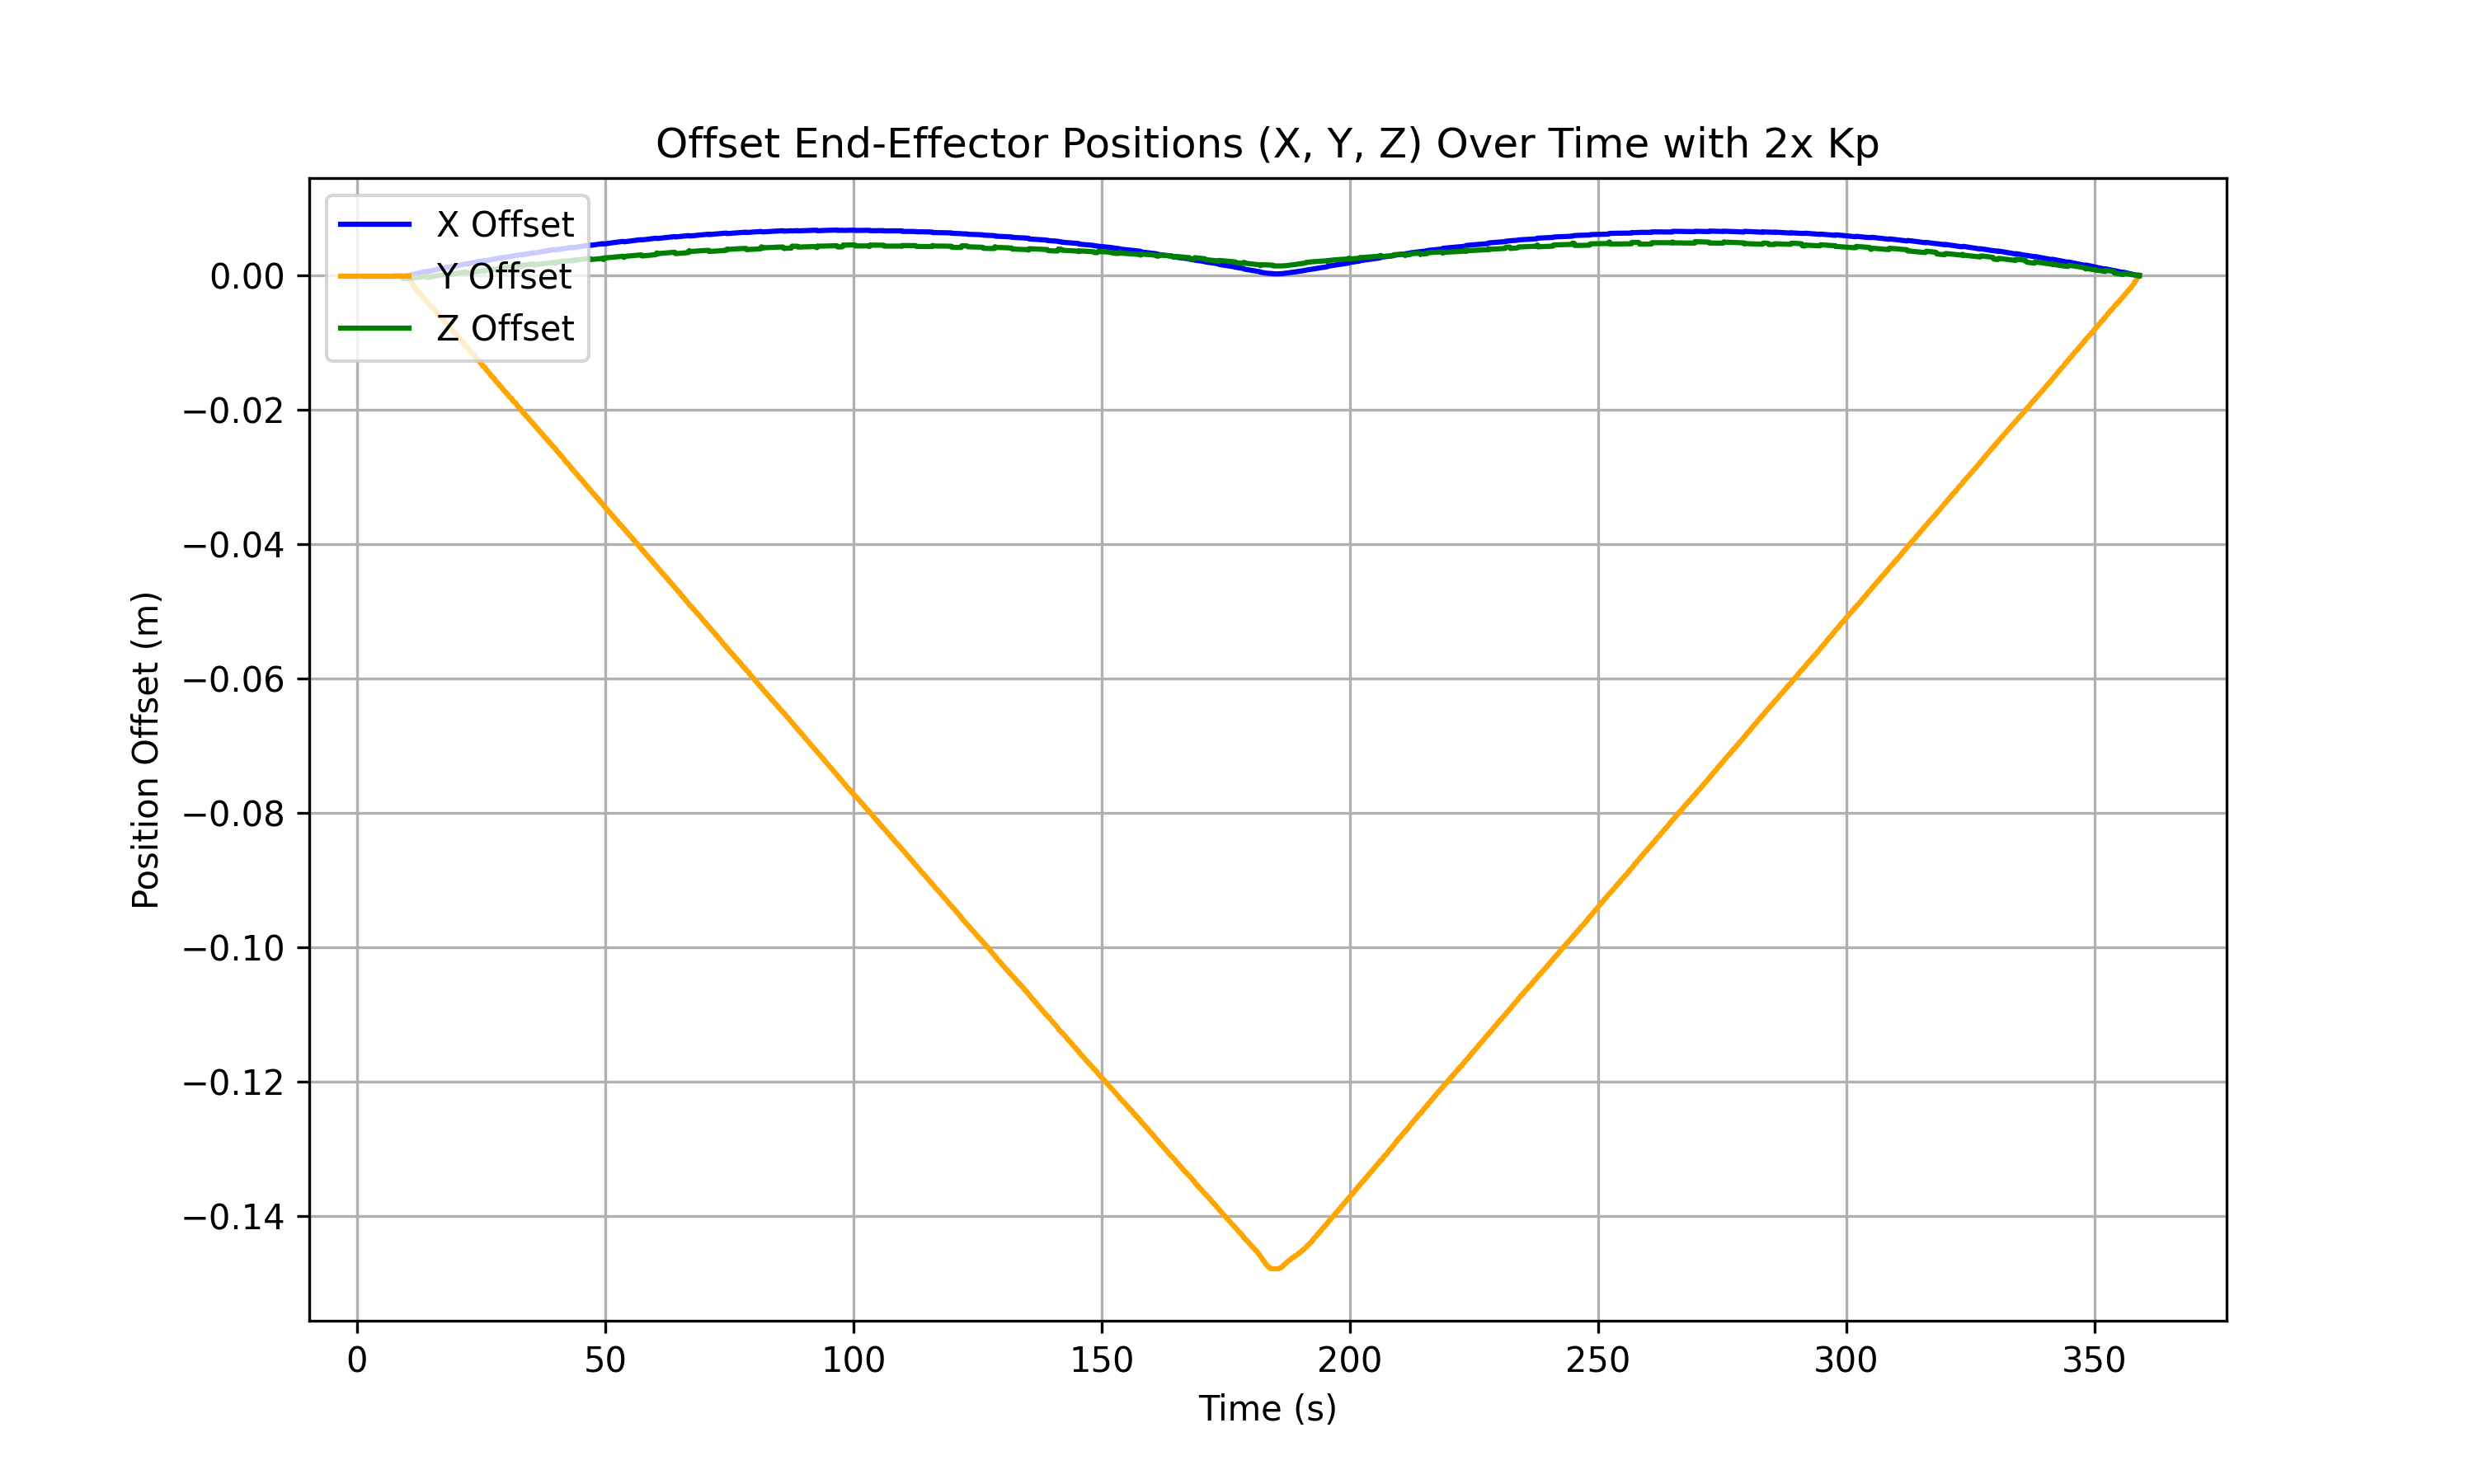 Offset End-Effector Positions (X, Y, Z) Over Time with 2x Kp
X Offset
Y Offset
Z Offset
Position Offset (m)
0.00
−0.02
−0.04
−0.06
−0.08
−0.10
−0.12
−0.14
0 50 100 150 200 250 300 350
Time (s)